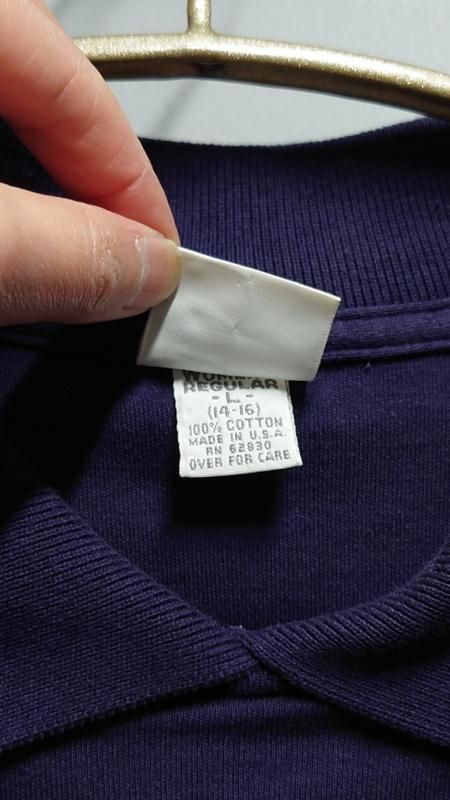 REGULAR
- L -
(14-16)
100% COTTON
MADE IN U.S.A.
RN 62830
OVER FOR CARE